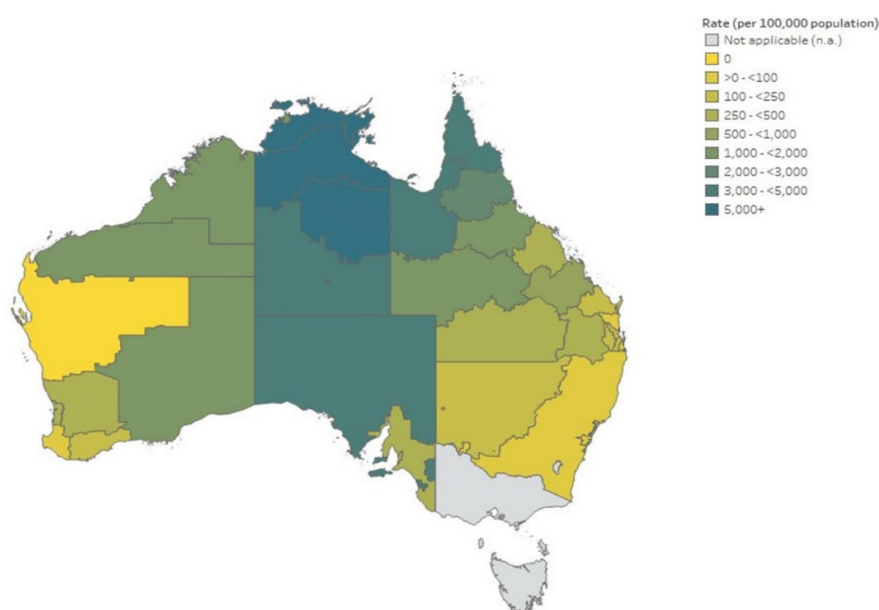 Rate (per 100,000 population)
Not applicable (n.a.)
0
>0 - <100
100 - <250
250 - <500
500 - <1,000
1,000 - <2,000
2,000 - <3,000
3,000 - <5,000
5,000+